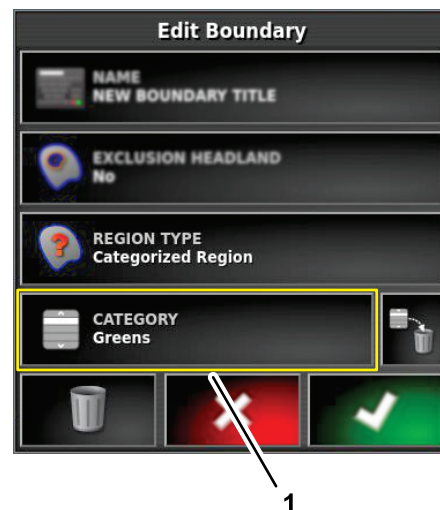 Edit Boundary
NAME
NEW BOUNDARY TITLE
EXCLUSION HEADLAND
No
REGION TYPE
Categorized Region
CATEGORY
Greens
1